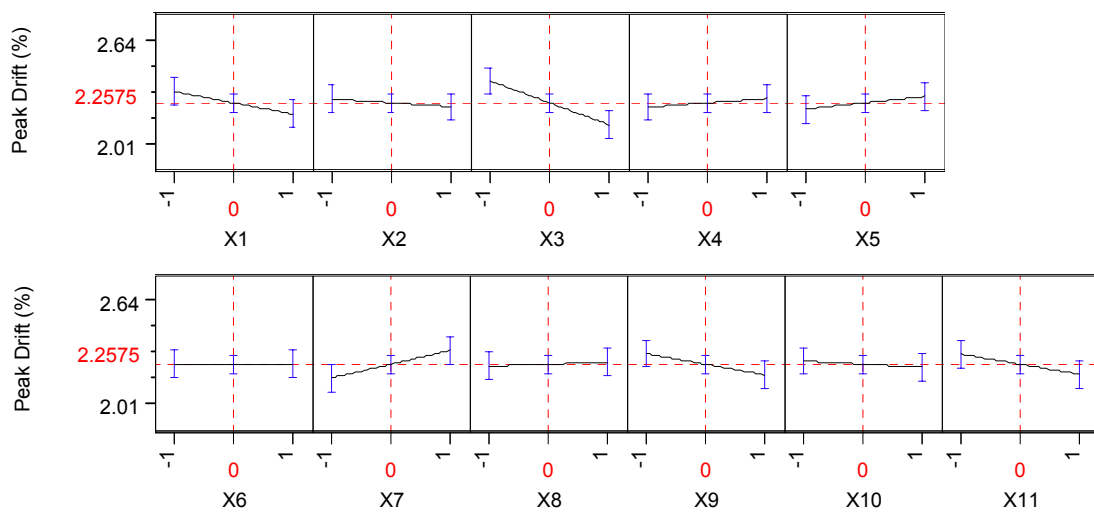 Peak Drift (%)
2.64
2.2575
2.01
-1 0 1 -1 0 1 -1 0 1 -1 0 1 -1 0 1
X1 X2 X3 X4 X5
Peak Drift (%)
2.64
2.2575
2.01
-1 0 1 -1 0 1 -1 0 1 -1 0 1 -1 0 1 -1 0 1
X6 X7 X8 X9 X10 X11